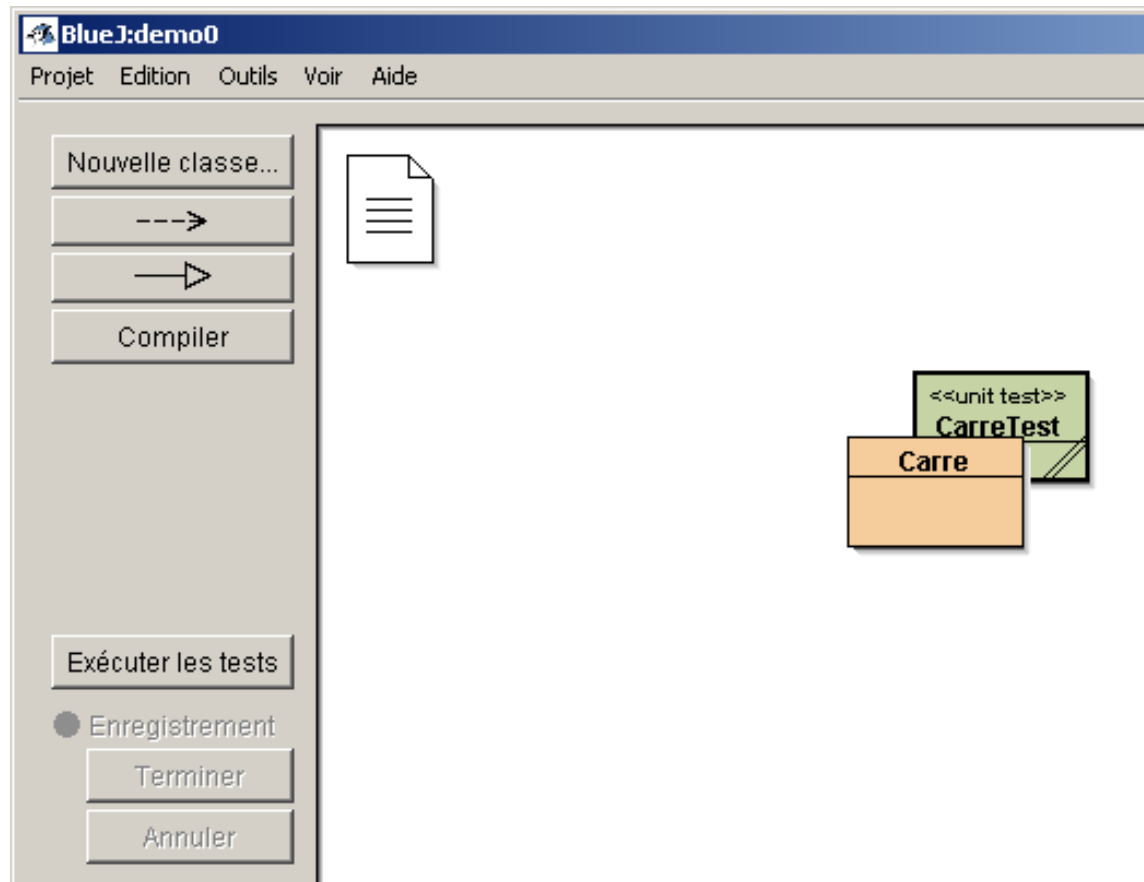 BlueJ:demo0
Projet Edition Outils Voir Aide
Nouvelle classe...
Compiler
<<unit test>>
CarreTest
Carre
Exécuter les tests
Enregistrement
Terminer
Annuler